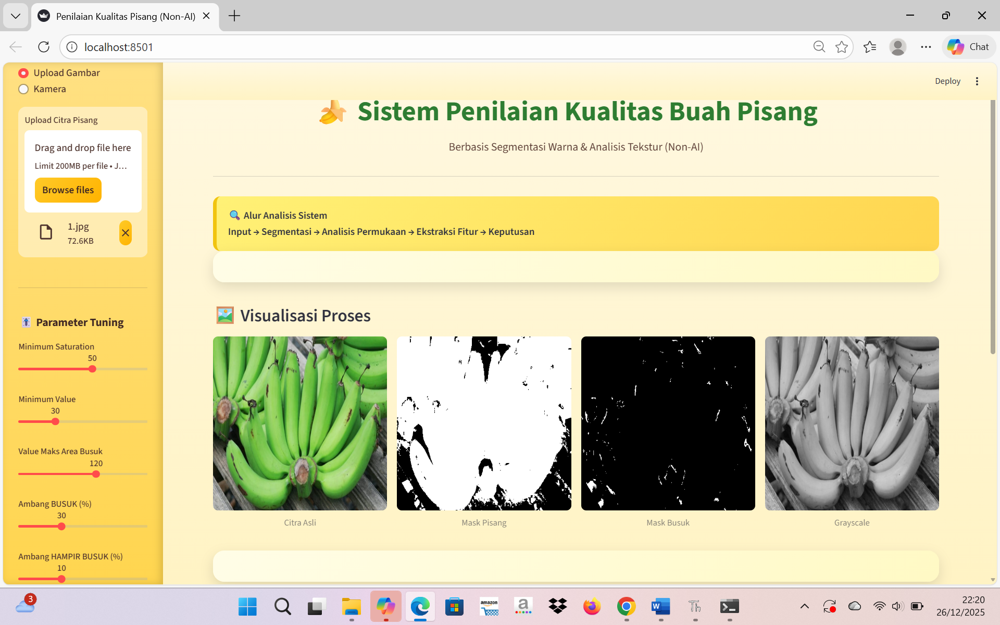 Penilaian Kualitas Pisang (Non-AI)
localhost:8501
Chat
Upload Gambar
Kamera
Upload Citra Pisang
Drag and drop file here
Limit 200MB per file • J...
Browse files
1.jpg
72.6KB
Parameter Tuning
Minimum Saturation
50
Minimum Value
30
Value Maks Area Busuk
120
Ambang BUSUK (%)
30
Ambang HAMPIR BUSUK (%)
10
Deploy
Sistem Penilaian Kualitas Buah Pisang
Berbasis Segmentasi Warna & Analisis Tekstur (Non-AI)
Alur Analisis Sistem
Input → Segmentasi → Analisis Permukaan → Ekstraksi Fitur → Keputusan
Visualisasi Proses
Citra Asli
Mask Pisang
Mask Busuk
Grayscale
3
amazon
a
W
Th
22:20
26/12/2025